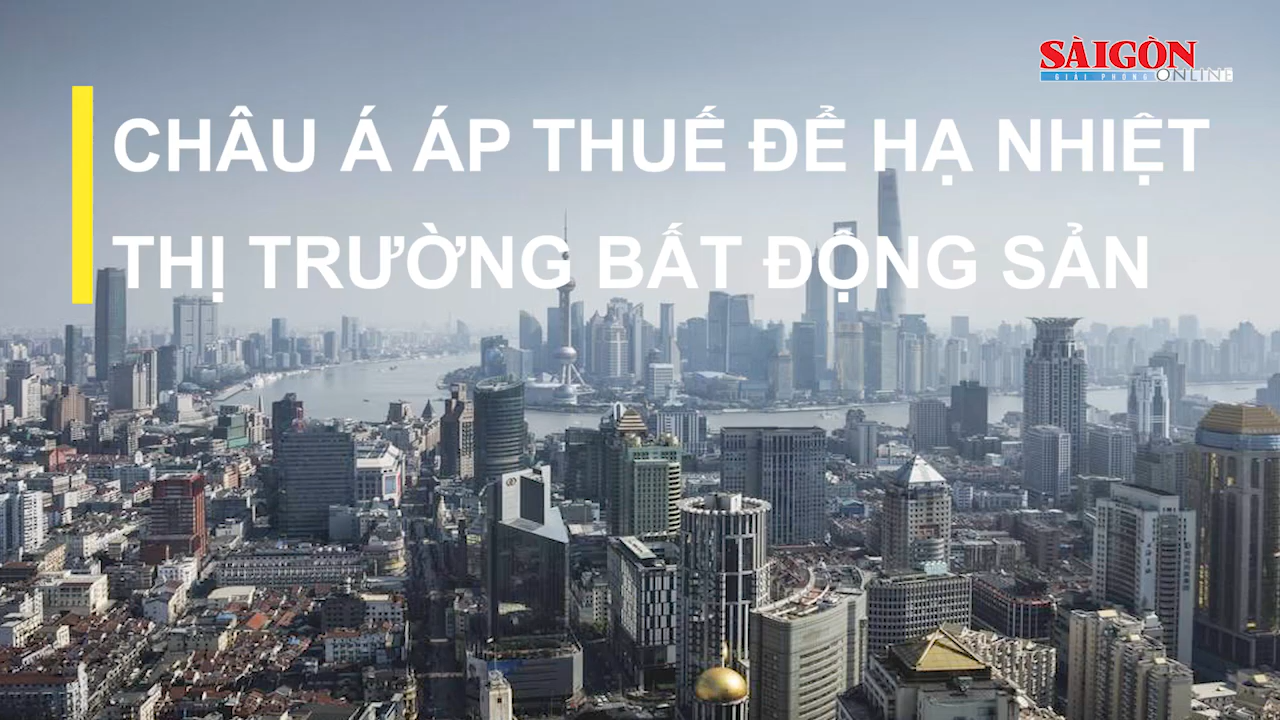 SÀIGÒN
GIẢI PHÓNG ONLINE
CHÂU Á ÁP THUẾ ĐỂ HẠ NHIỆT
THỊ TRƯỜNG BẤT ĐỘNG SẢN